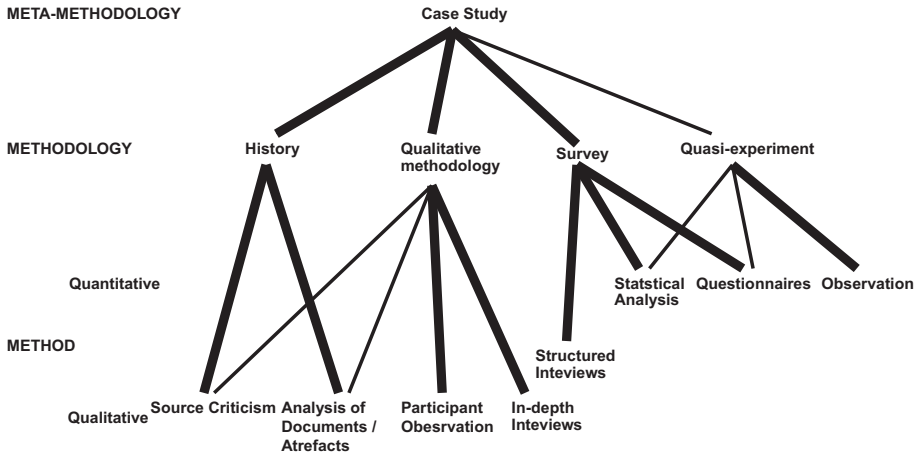 META-METHODOLOGY
Case Study
METHODOLOGY
History
Qualitative
methodology
Survey
Quasi-experiment
Quantitative
Statstical
Analysis
Questionnaires
Observation
METHOD
Structured
Inteviews
Qualitative
Source Criticism
Analysis of
Documents /
Atrefacts
Participant
Obesrvation
In-depth
Inteviews